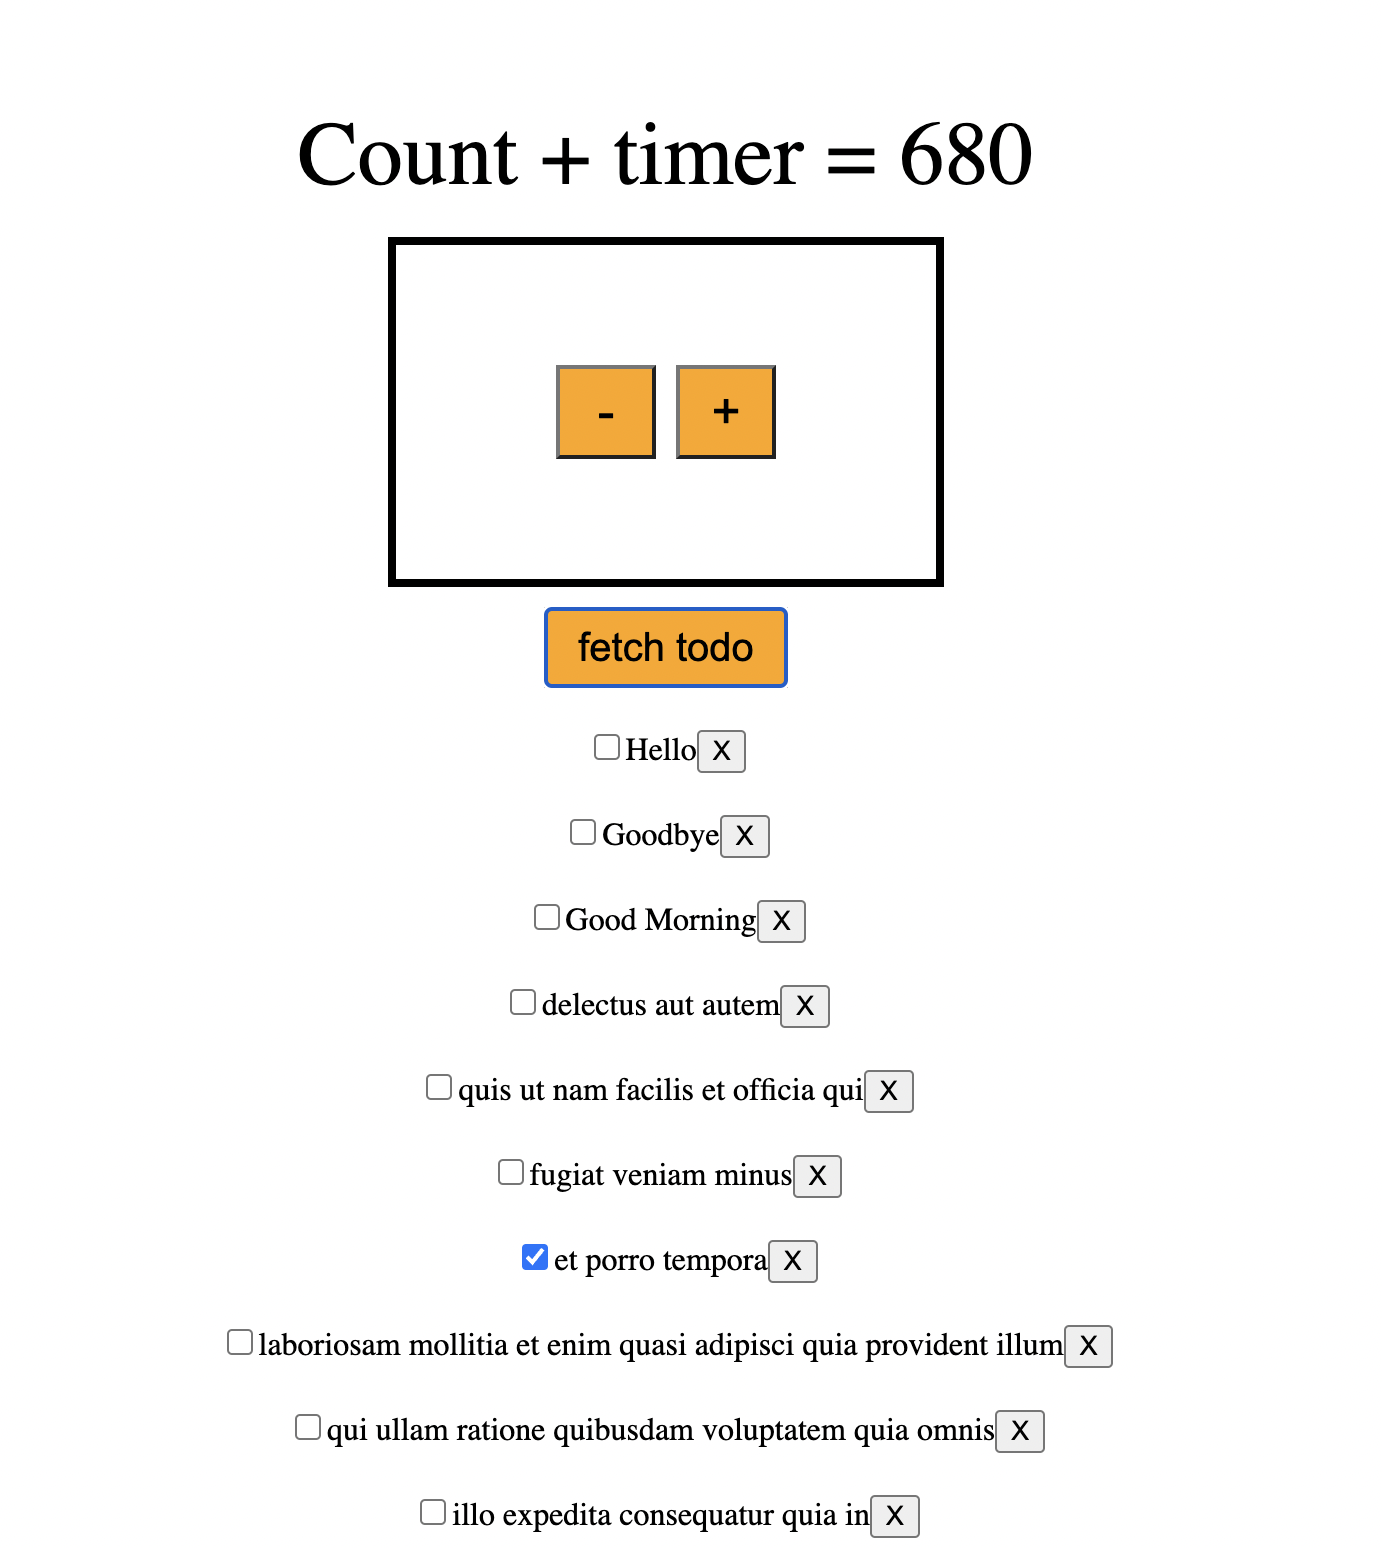 Count + timer = 680
- +
fetch todo
Hello X
Goodbye X
Good Morning X
delectus aut autem X
quis ut nam facilis et officia qui X
fugiat veniam minus X
et porro tempora X
laboriosam mollitia et enim quasi adipisci quia provident illum X
qui ullam ratione quibusdam voluptatem quia omnis X
illo expedita consequatur quia in X